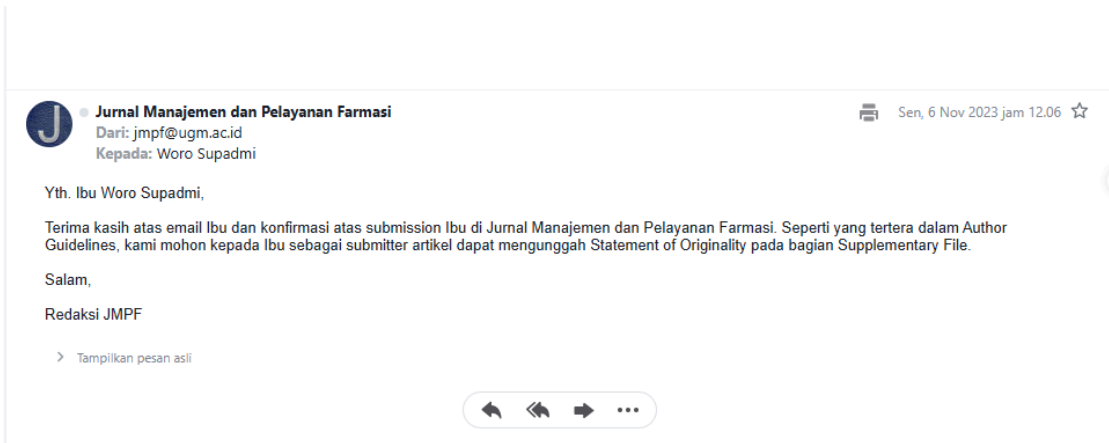 J
Jurnal Manajemen dan Pelayanan Farmasi
Sen, 6 Nov 2023 jam 12.06
Dari: jmpf@ugm.ac.id
Kepada: Woro Supadmi
Yth. Ibu Woro Supadmi,
Terima kasih atas email Ibu dan konfirmasi atas submission Ibu di Jurnal Manajemen dan Pelayanan Farmasi. Seperti yang tertera dalam Author
Guidelines, kami mohon kepada Ibu sebagai submitter artikel dapat mengunggah Statement of Originality pada bagian Supplementary File.
Salam,
Redaksi JMPF
Tampilkan pesan asli